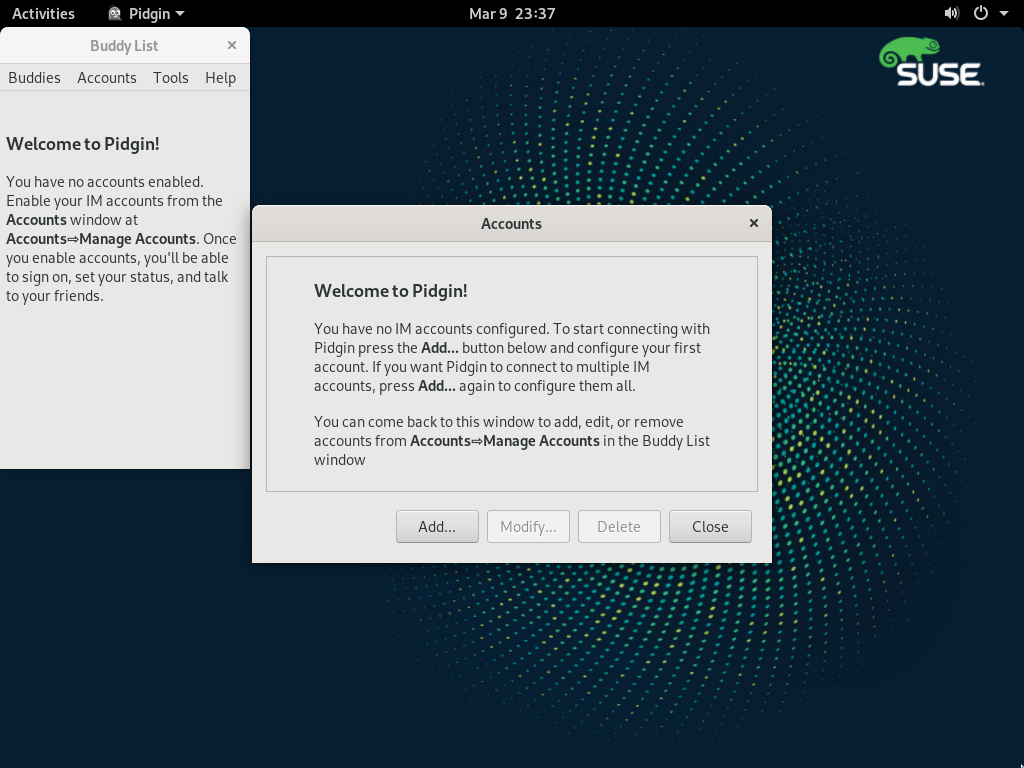 Activities Pidgin Mar 9 23:37
Buddy List
Buddies Accounts Tools Help
Welcome to Pidgin!
You have no accounts enabled.
Enable your IM accounts from the
Accounts window at
Accounts⇨Manage Accounts. Once
you enable accounts, you'll be able
to sign on, set your status, and talk
to your friends.
SUSE
Accounts
Welcome to Pidgin!
You have no IM accounts configured. To start connecting with
Pidgin press the Add... button below and configure your first
account. If you want Pidgin to connect to multiple IM
accounts, press Add... again to configure them all.
You can come back to this window to add, edit, or remove
accounts from Accounts⇨Manage Accounts in the Buddy List
window
Add... Modify... Delete Close